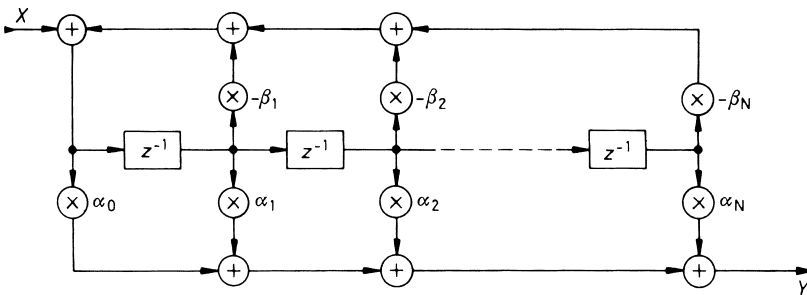 X
+ + +
× -β₁ × -β₂ × -β_N
z⁻¹ z⁻¹ z⁻¹
× α₀ × α₁ × α₂ × α_N
+ + +
Y